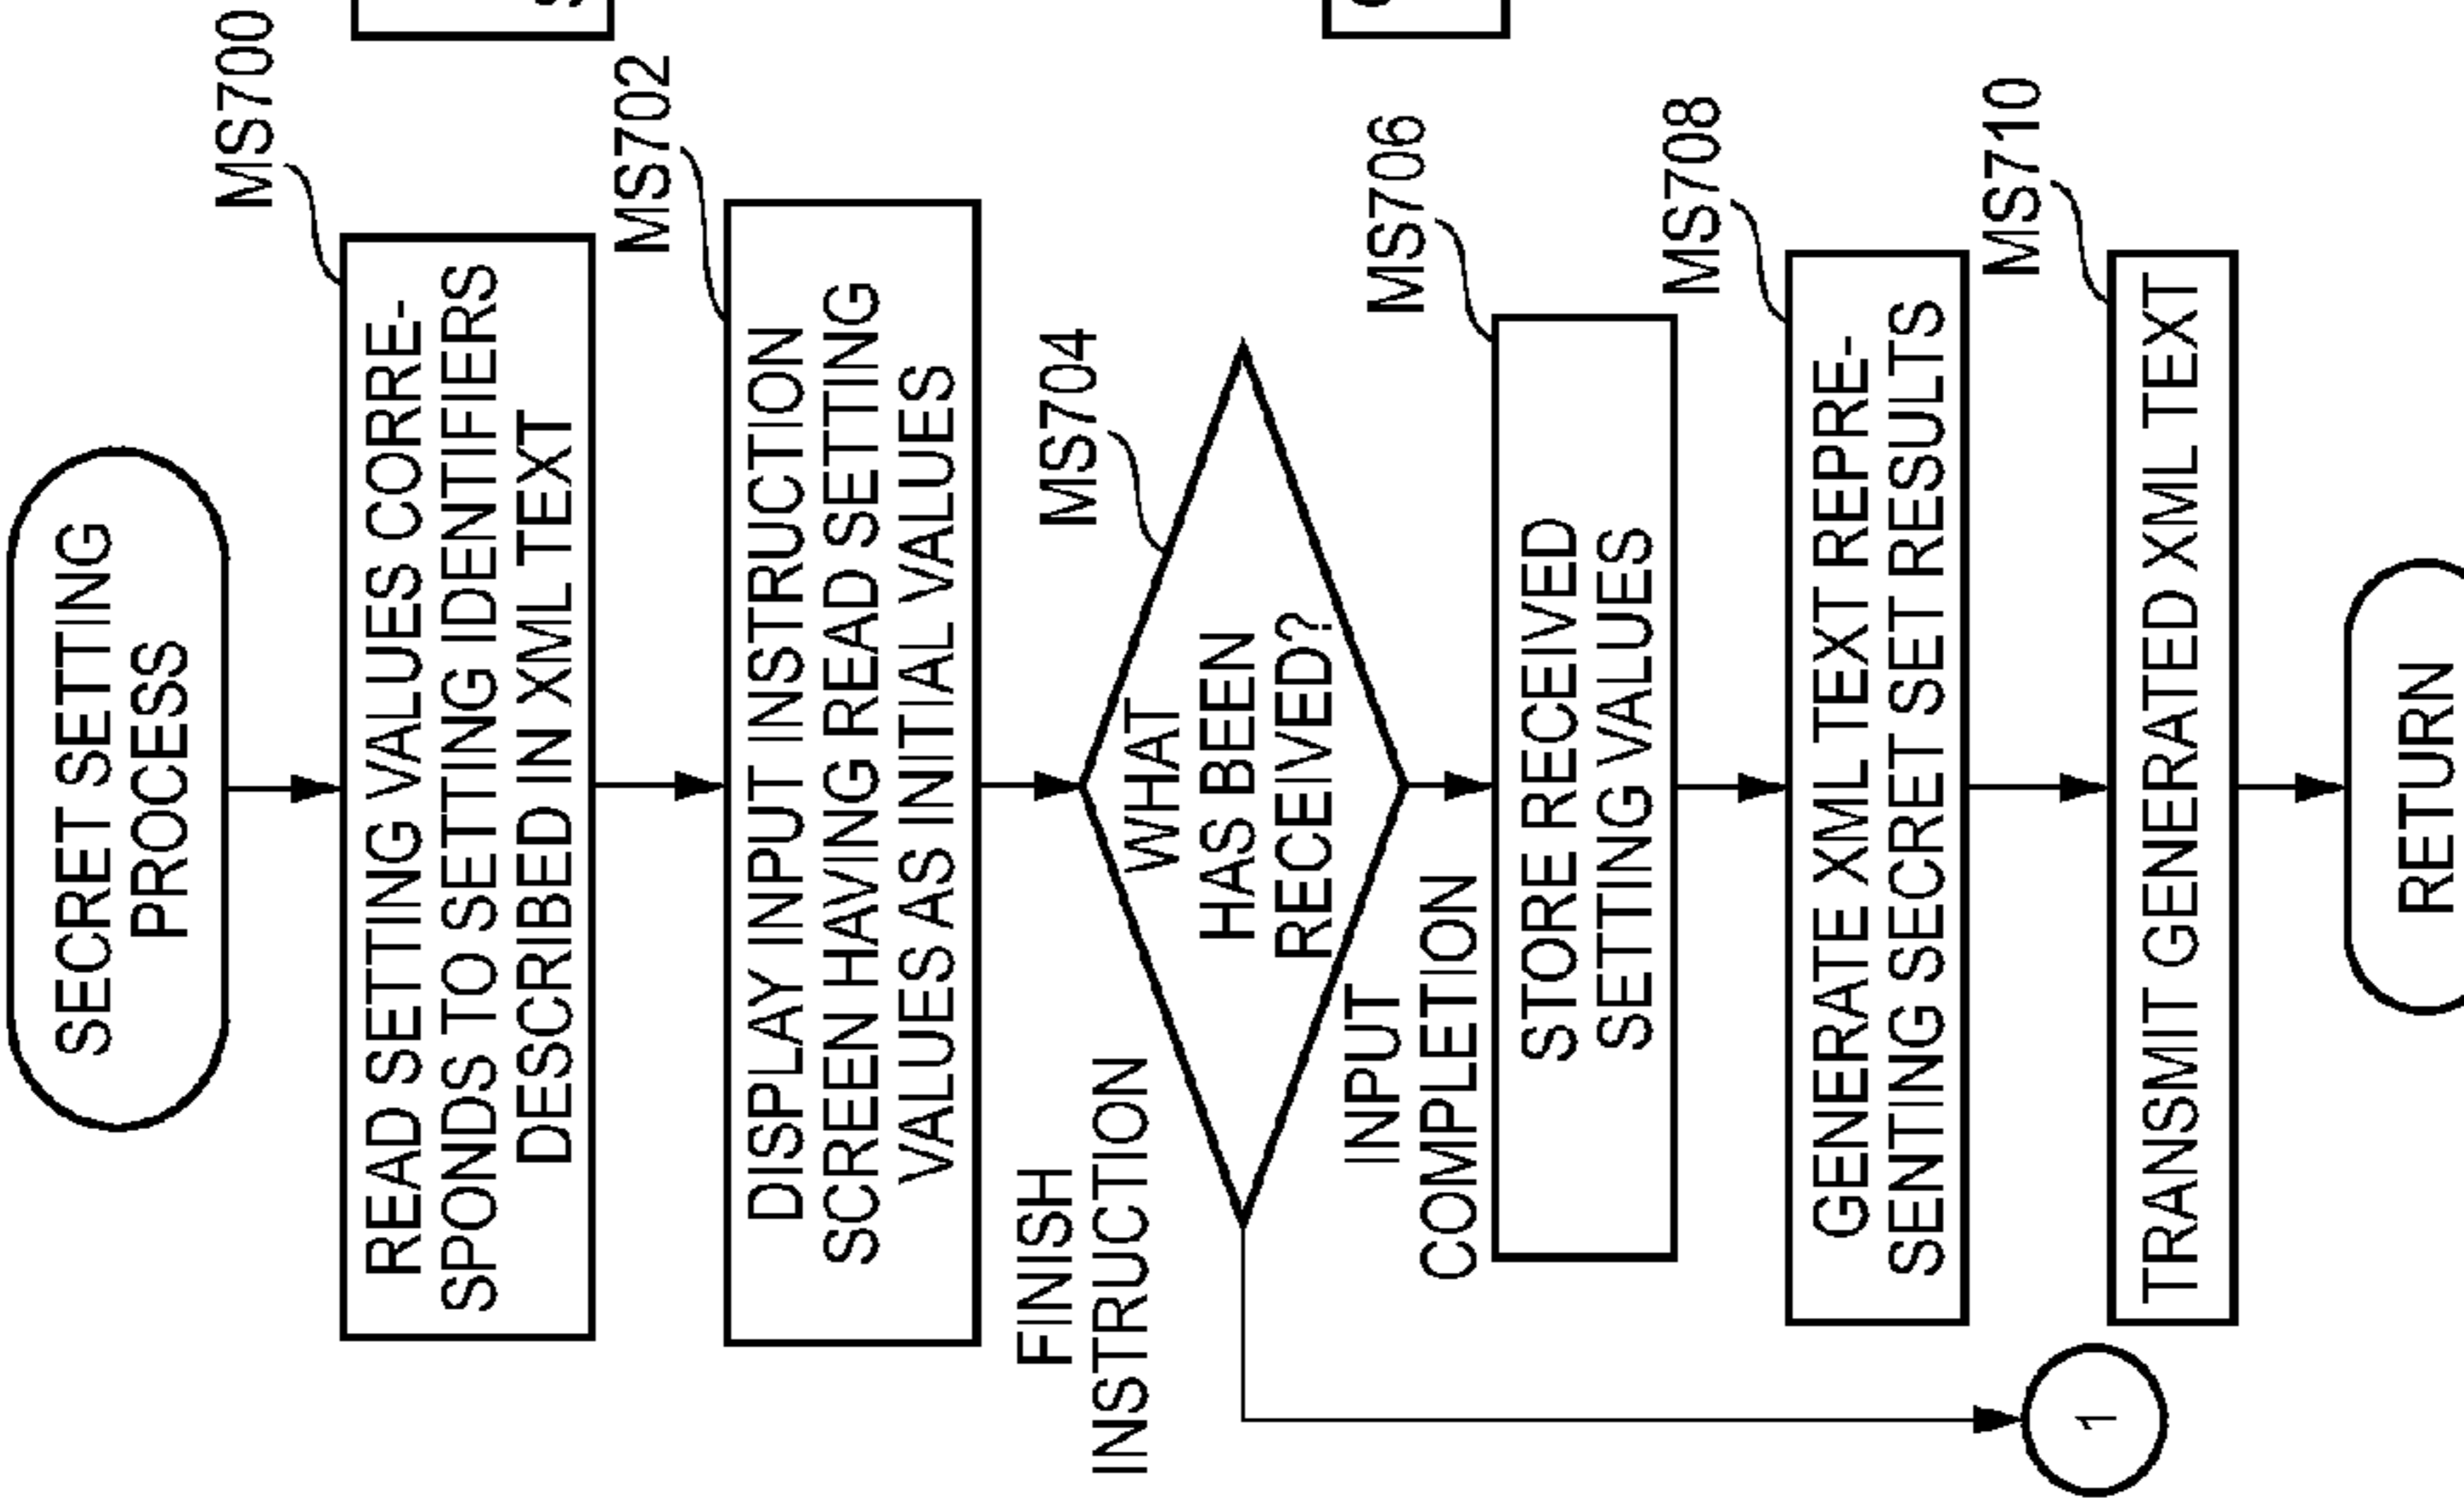 SECRET SETTING
PROCESS
MS700
READ SETTING VALUES CORRE-
SPONDS TO SETTING IDENTIFIERS
DESCRIBED IN XML TEXT
MS702
DISPLAY INPUT INSTRUCTION
SCREEN HAVING READ SETTING
VALUES AS INITIAL VALUES
MS704
FINISH
INSTRUCTION
WHAT
HAS BEEN
RECEIVED?
INPUT
COMPLETION
MS706
STORE RECEIVED
SETTING VALUES
MS708
GENERATE XML TEXT REPRE-
SENTING SECRET SET RESULTS
MS710
TRANSMIT GENERATED XML TEXT
1
RETURN